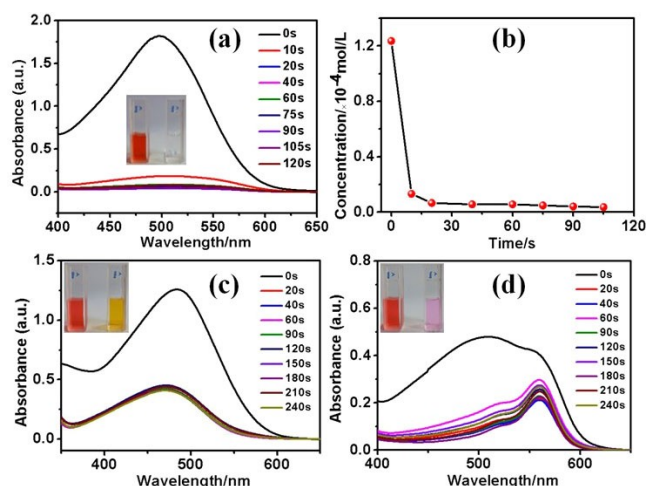 (a)
Absorbance (a.u.)
2.0
1.5
1.0
0.5
0.0
400 450 500 550 600 650
Wavelength/nm
0s
10s
20s
40s
60s
75s
90s
105s
120s
P P
(b)
Concentration/×10⁻⁴mol/L
1.2
0.8
0.4
0.0
0 30 60 90 120
Time/s
(c)
Absorbance (a.u.)
1.5
1.0
0.5
0.0
400 500 600
Wavelength/nm
0s
20s
40s
60s
90s
120s
150s
180s
210s
240s
P P
(d)
Absorbance (a.u.)
0.8
0.6
0.4
0.2
0.0
400 500 600
Wavelength/nm
0s
20s
40s
60s
90s
120s
150s
180s
210s
240s
P P